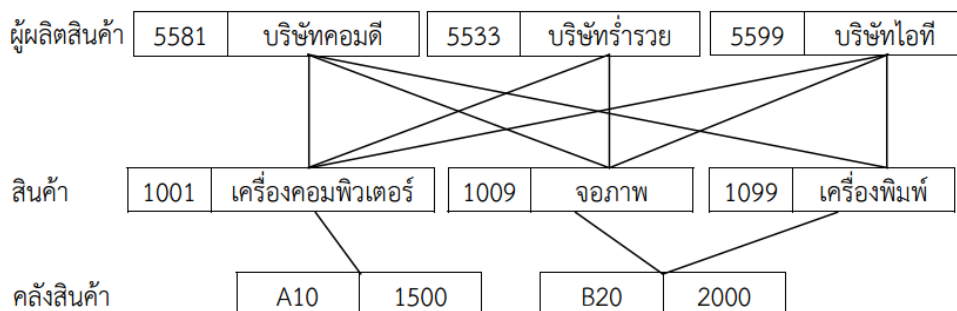 ผู้ผลิตสินค้า 5581 บริษัทคอมดี 5533 บริษัทร่ำรวย 5599 บริษัทไอที
สินค้า 1001 เครื่องคอมพิวเตอร์ 1009 จอภาพ 1099 เครื่องพิมพ์
คลังสินค้า A10 1500 B20 2000